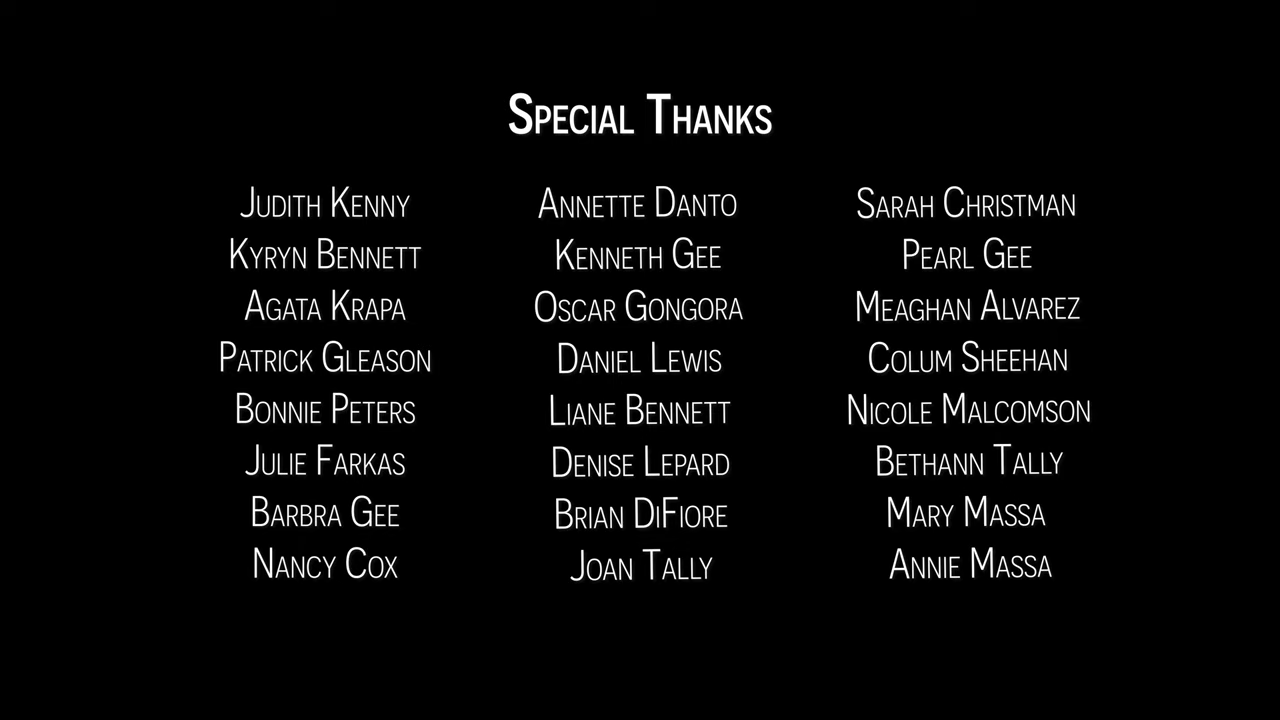 Special Thanks
Judith Kenny Annette Danto Sarah Christman
Kyryn Bennett Kenneth Gee Pearl Gee
Agata Krapa Oscar Gongora Meaghan Alvarez
Patrick Gleason Daniel Lewis Colum Sheehan
Bonnie Peters Liane Bennett Nicole Malcomson
Julie Farkas Denise Lepard Bethann Tally
Barbra Gee Brian DiFiore Mary Massa
Nancy Cox Joan Tally Annie Massa